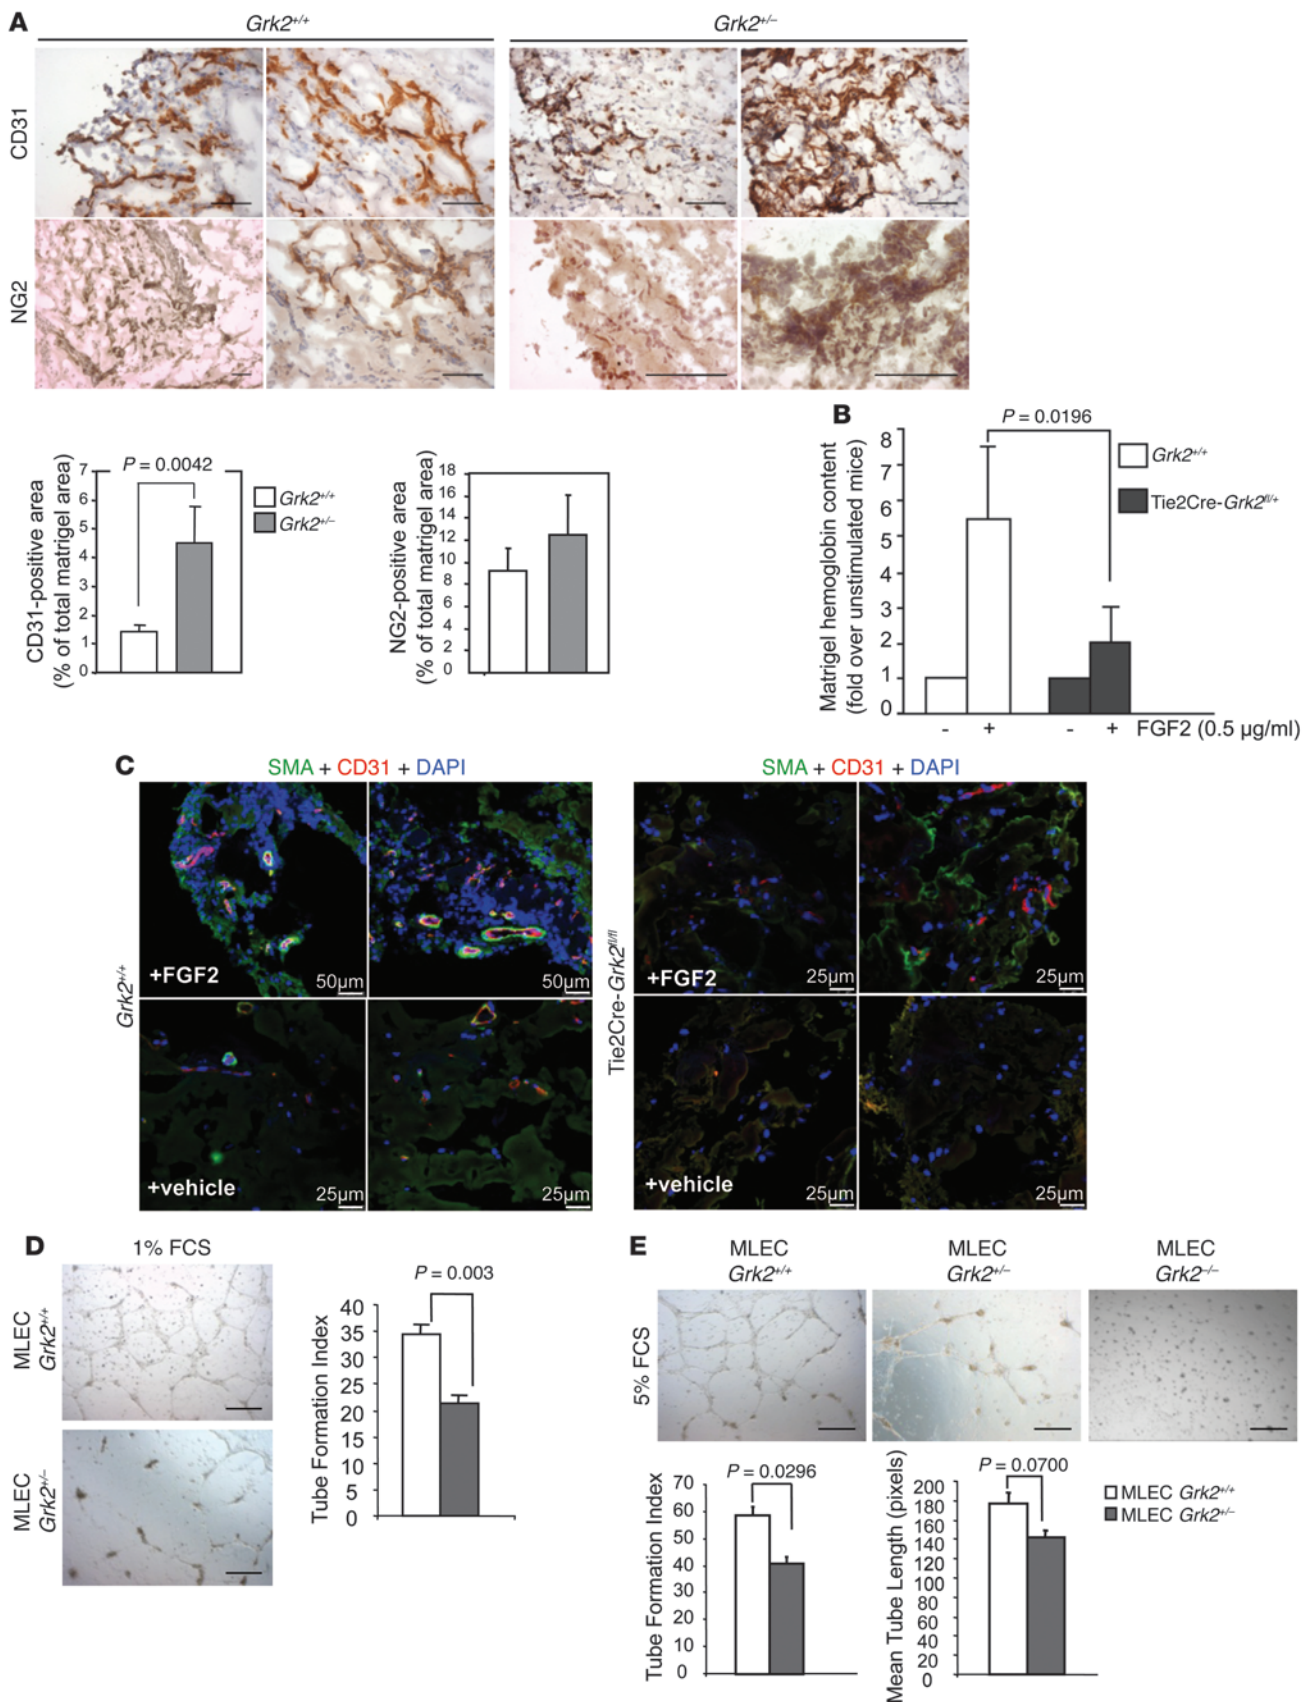 A
Grk2+/+
Grk2+/–
CD31
NG2
CD31-positive area
(% of total matrigel area)
7
6
5
4
3
2
1
0
P = 0.0042
Grk2+/+
Grk2+/–
NG2-positive area
(% of total matrigel area)
18
16
14
12
10
8
6
4
2
0
B
P = 0.0196
Matrigel hemoglobin content
(fold over unstimulated mice)
8
7
6
5
4
3
2
1
0
Grk2+/+
Tie2Cre-Grk2fl/+
- + - + FGF2 (0.5 µg/ml)
C
SMA + CD31 + DAPI
SMA + CD31 + DAPI
Grk2+/+
+FGF2
50µm
50µm
+vehicle
25µm
25µm
Tie2Cre-Grk2fl/fl
+FGF2
25µm
25µm
+vehicle
25µm
25µm
D
1% FCS
MLEC
Grk2+/+
MLEC
Grk2+/–
P = 0.003
Tube Formation Index
40
35
30
25
20
15
10
5
0
E
MLEC
Grk2+/+
MLEC
Grk2+/–
MLEC
Grk2–/–
5% FCS
P = 0.0296
Tube Formation Index
70
60
50
40
30
20
10
0
P = 0.0700
Mean Tube Length (pixels)
200
180
160
140
120
100
80
60
40
20
0
MLEC Grk2+/+
MLEC Grk2+/–